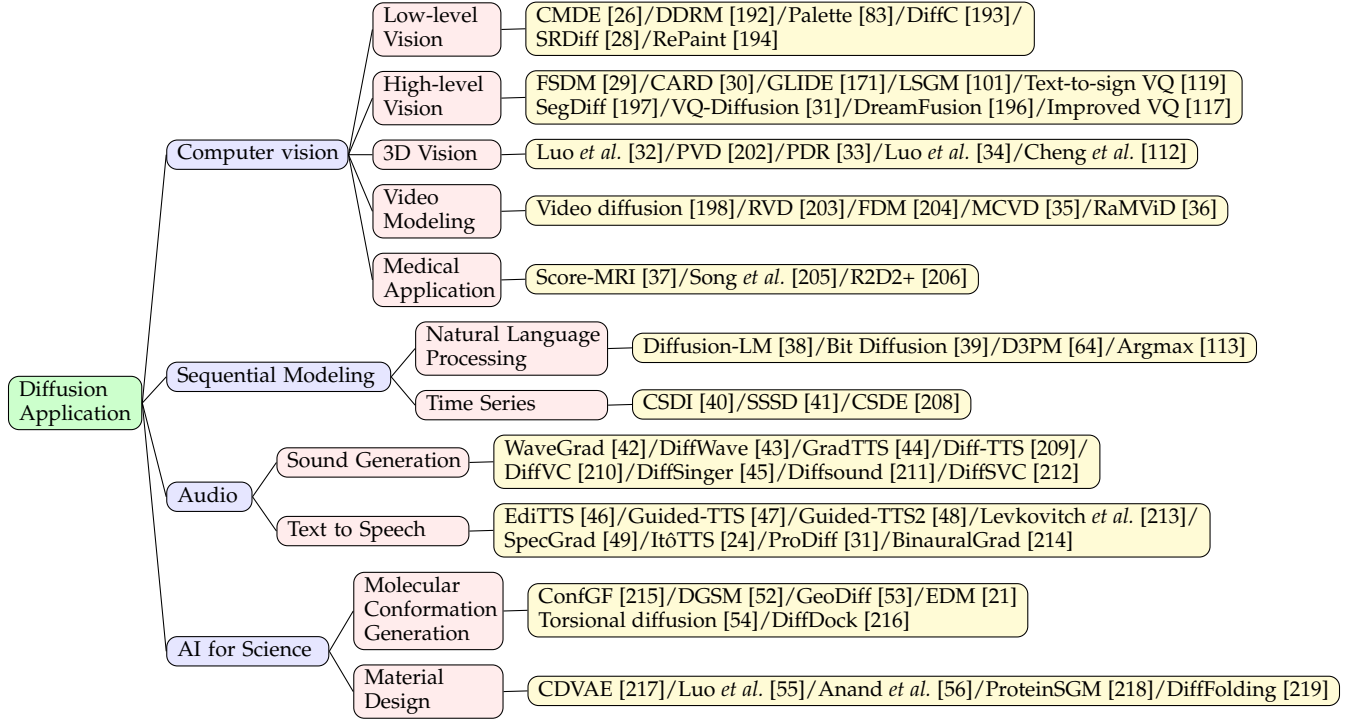 Diffusion
Application
Computer vision
Low-level
Vision
CMDE [26]/DDRM [192]/Palette [83]/DiffC [193]/
SRDiff [28]/RePaint [194]
High-level
Vision
FSDM [29]/CARD [30]/GLIDE [171]/LSGM [101]/Text-to-sign VQ [119]
SegDiff [197]/VQ-Diffusion [31]/DreamFusion [196]/Improved VQ [117]
3D Vision
Luo et al. [32]/PVD [202]/PDR [33]/Luo et al. [34]/Cheng et al. [112]
Video
Modeling
Video diffusion [198]/RVD [203]/FDM [204]/MCVD [35]/RaMViD [36]
Medical
Application
Score-MRI [37]/Song et al. [205]/R2D2+ [206]
Sequential Modeling
Natural Language
Processing
Diffusion-LM [38]/Bit Diffusion [39]/D3PM [64]/Argmax [113]
Time Series
CSDI [40]/SSSD [41]/CSDE [208]
Audio
Sound Generation
WaveGrad [42]/DiffWave [43]/GradTTS [44]/Diff-TTS [209]/
DiffVC [210]/DiffSinger [45]/Diffsound [211]/DiffSVC [212]
Text to Speech
EdiTTS [46]/Guided-TTS [47]/Guided-TTS2 [48]/Levkovitch et al. [213]/
SpecGrad [49]/ItôTTS [24]/ProDiff [31]/BinauralGrad [214]
AI for Science
Molecular
Conformation
Generation
ConfGF [215]/DGSM [52]/GeoDiff [53]/EDM [21]
Torsional diffusion [54]/DiffDock [216]
Material
Design
CDVAE [217]/Luo et al. [55]/Anand et al. [56]/ProteinSGM [218]/DiffFolding [219]